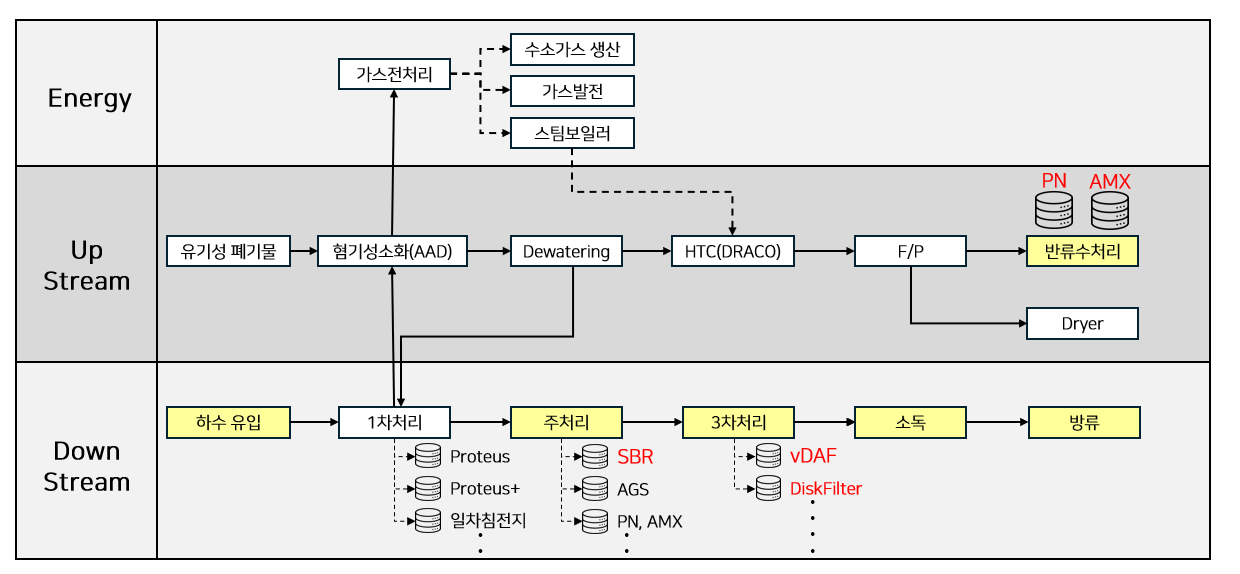 Energy
가스전처리
수소가스 생산
가스발전
스팀보일러
Up
Stream
유기성 폐기물
혐기성소화(AAD)
Dewatering
HTC(DRACO)
F/P
PN
AMX
반류수처리
Dryer
Down
Stream
하수 유입
1차처리
주처리
3차처리
소독
방류
Proteus
Proteus+
일차침전지
SBR
AGS
PN, AMX
vDAF
DiskFilter